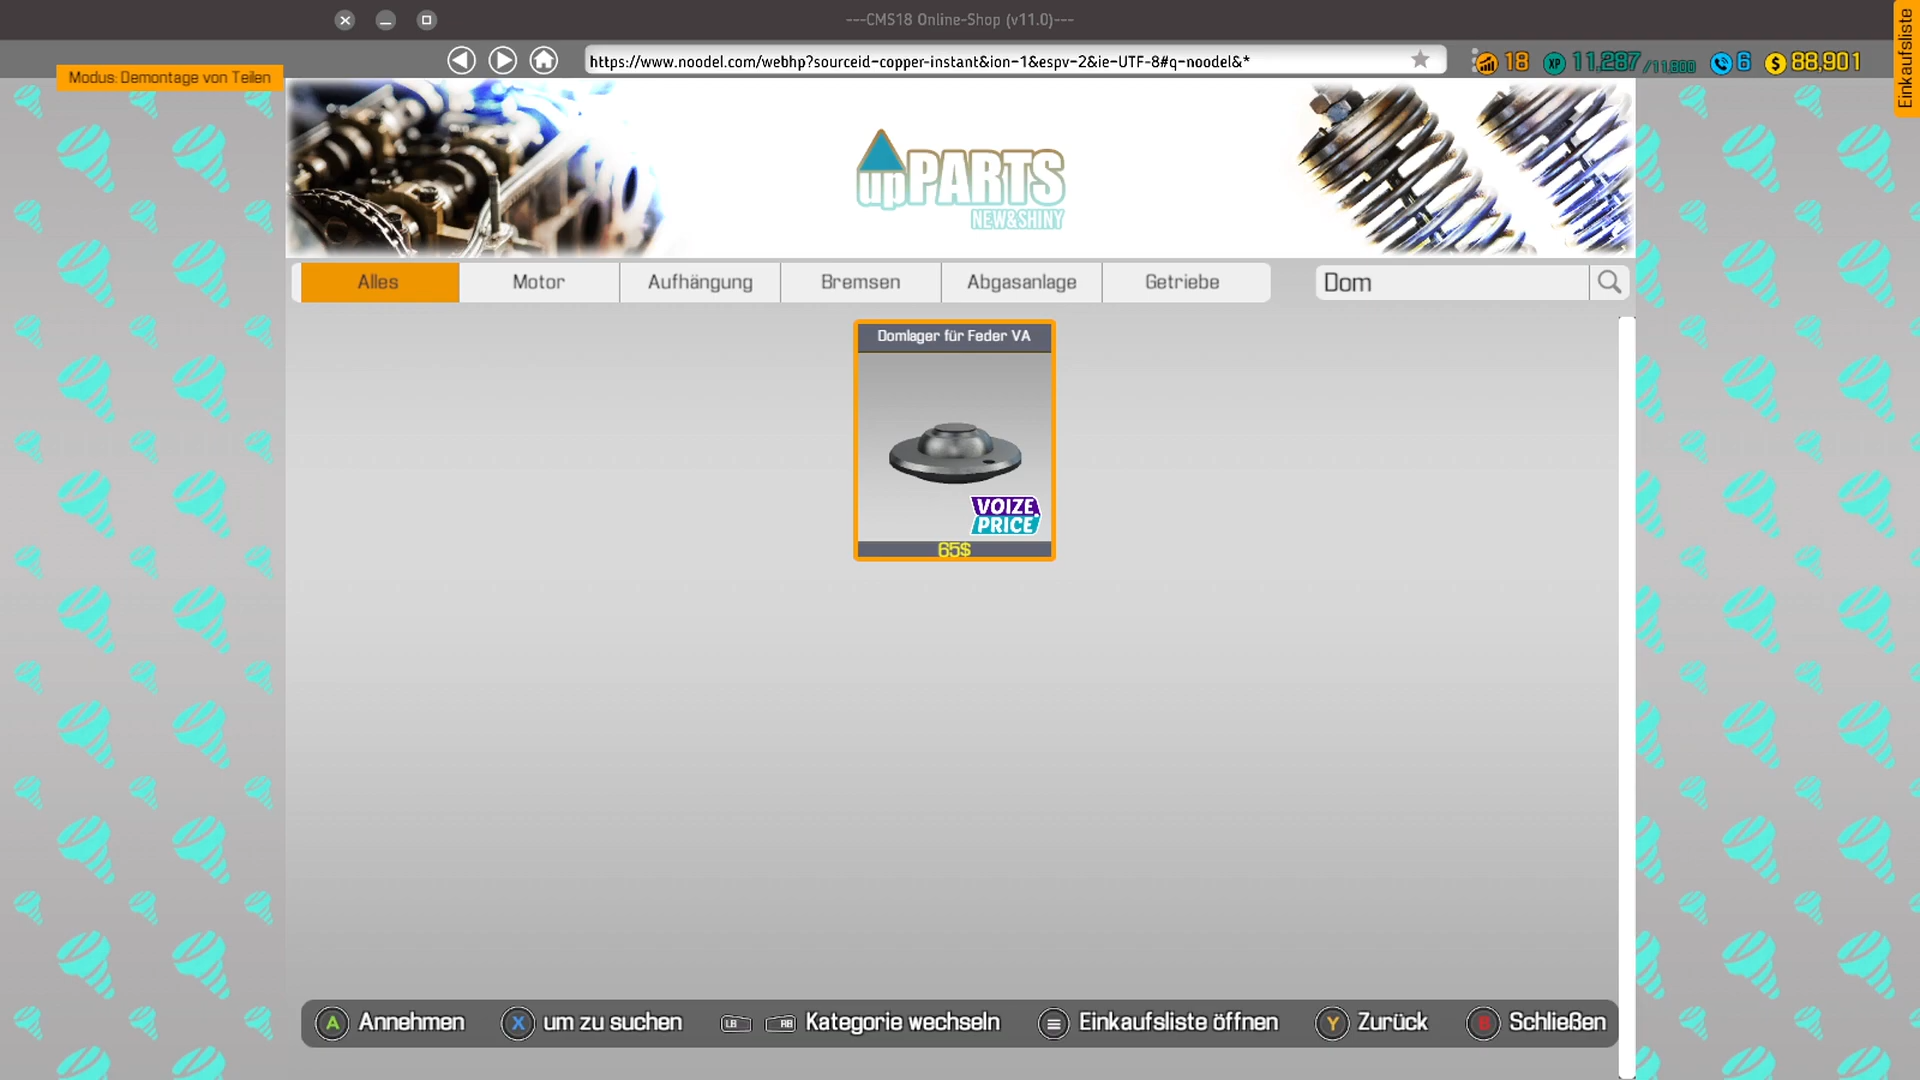 ---CMS18 Online-Shop (v11.0)---
Einkaufsliste
https://www.noodel.com/webhp?sourceid-copper-instant&ion-1&espv-2&ie-UTF-8#q-noodel&*
18 XP 11,287/11,800 6 $ 88,901
Modus: Demontage von Teilen
upPARTS
NEW&SHINY
Alles Motor Aufhängung Bremsen Abgasanlage Getriebe Dom
Domlager für Feder VA
VOIZE
PRICE
65$
A Annehmen X um zu suchen LB RB Kategorie wechseln Einkaufsliste öffnen Y Zurück B Schließen